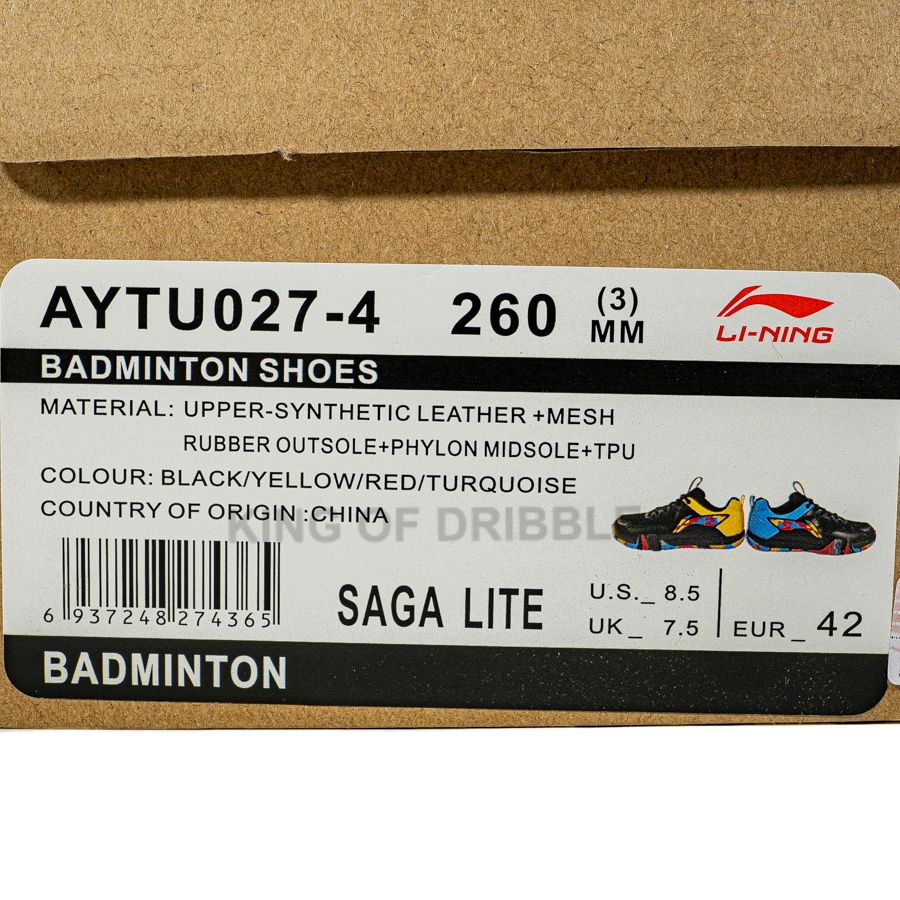 AYTU027-4 260 (3) MM LI-NING
BADMINTON SHOES
MATERIAL: UPPER-SYNTHETIC LEATHER +MESH
RUBBER OUTSOLE+PHYLON MIDSOLE+TPU
COLOUR: BLACK/YELLOW/RED/TURQUOISE
COUNTRY OF ORIGIN :CHINA
KING OF DRIBBLE
6 937248 274365
SAGA LITE
U.S._ 8.5
UK_ 7.5
EUR_ 42
BADMINTON